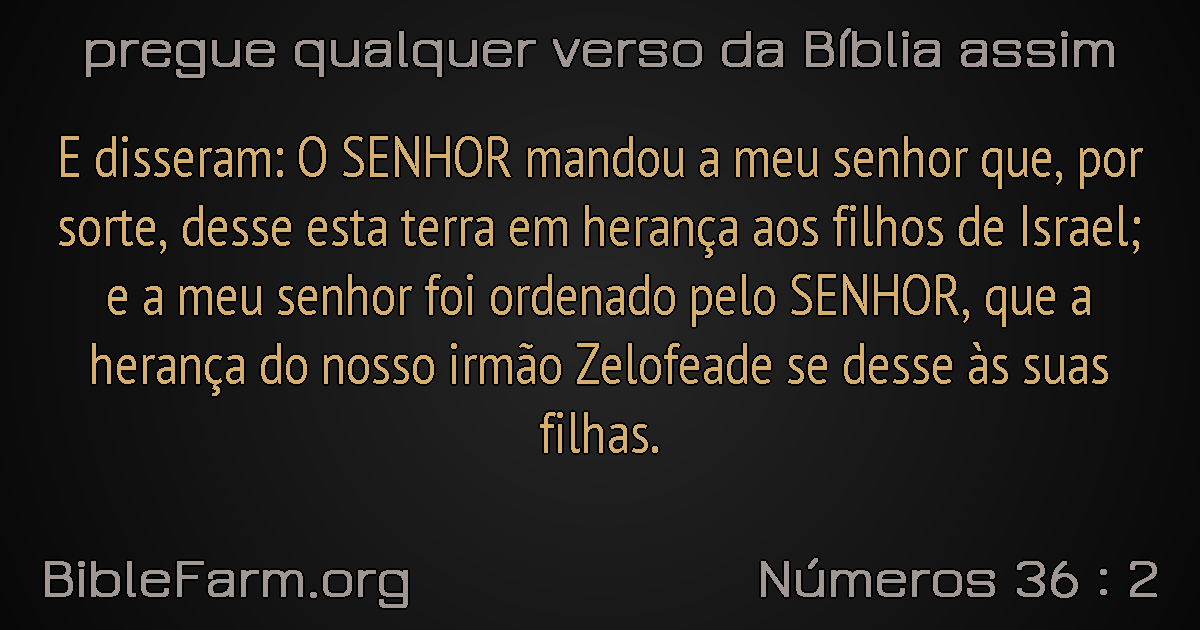 pregue qualquer verso da Bíblia assim
E disseram: O SENHOR mandou a meu senhor que, por
sorte, desse esta terra em herança aos filhos de Israel;
e a meu senhor foi ordenado pelo SENHOR, que a
herança do nosso irmão Zelofeade se desse às suas
filhas.
BibleFarm.org
Números 36 : 2